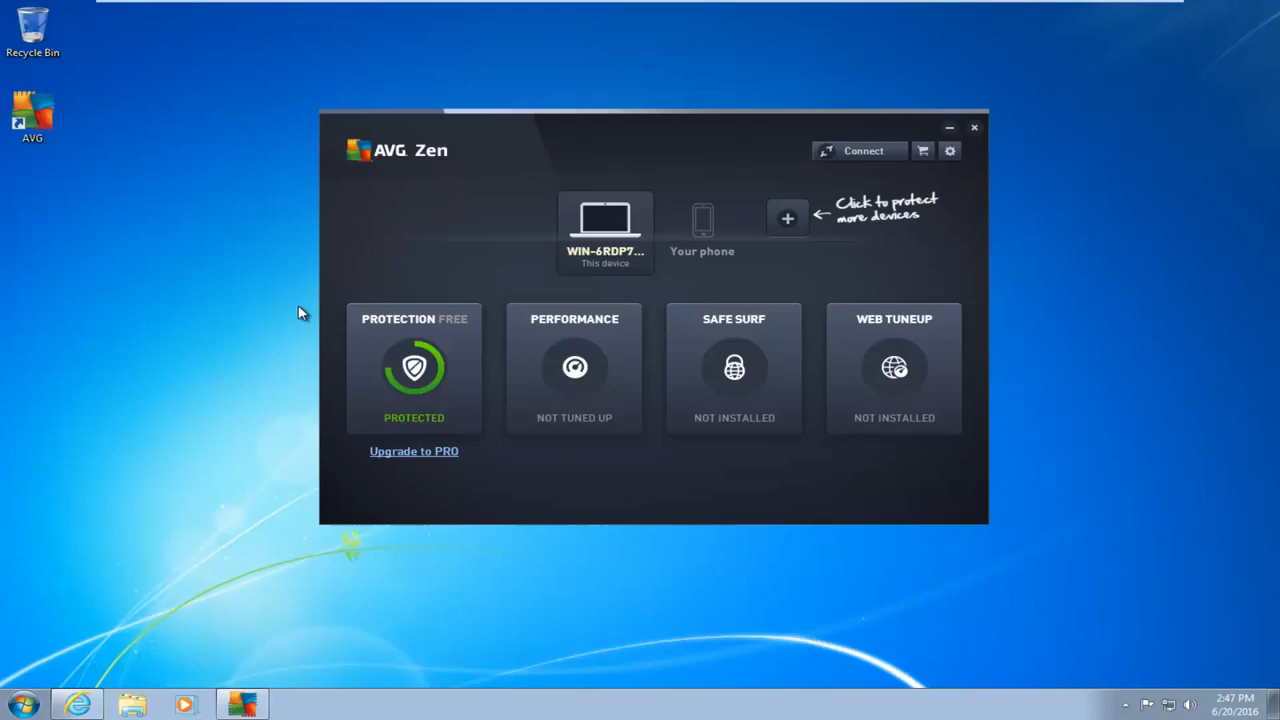 Recycle Bin
AVG
AVG. Zen
Connect
Click to protect
more devices
WIN-6RDP7...
This device
Your phone
PROTECTION FREE
PROTECTED
Upgrade to PRO
PERFORMANCE
NOT TUNED UP
SAFE SURF
NOT INSTALLED
WEB TUNEUP
NOT INSTALLED
2:47 PM
6/20/2016